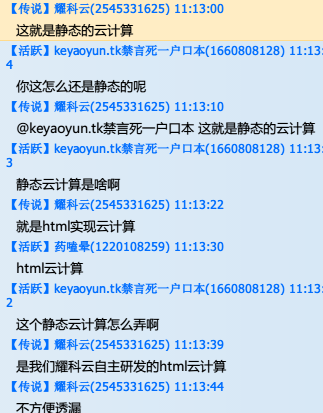 【传说】耀科云(2545331625) 11:13:00
这就是静态的云计算
【活跃】keyaoyun.tk禁言死一户口本(1660808128) 11:13:
4
你这怎么还是静态的呢
【传说】耀科云(2545331625) 11:13:10
@keyaoyun.tk禁言死一户口本 这就是静态的云计算
【活跃】keyaoyun.tk禁言死一户口本(1660808128) 11:13:
3
静态云计算是啥啊
【传说】耀科云(2545331625) 11:13:22
就是html实现云计算
【活跃】药嗑晕(1220108259) 11:13:30
html云计算
【活跃】keyaoyun.tk禁言死一户口本(1660808128) 11:13:
2
这个静态云计算怎么弄啊
【传说】耀科云(2545331625) 11:13:39
是我们耀科云自主研发的html云计算
【传说】耀科云(2545331625) 11:13:44
不方便透漏